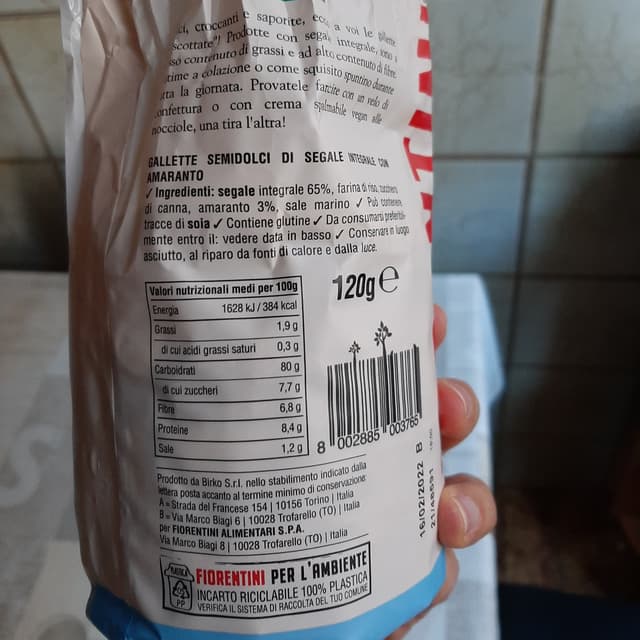 croccanti e saporite, ecco a voi le gallette
scottate" Prodotte con segale integrale, sono a
contenuto di grassi e ad alto contenuto di fibre.
a colazione o come squisito spuntino durante
la giornata. Provatele farcite con un velo di
confettura o con crema spalmabile vegan alle
nocciole, una tira l'altra!
GALLETTE SEMIDOLCI DI SEGALE INTEGRALE CON
AMARANTO
✓ Ingredienti: segale integrale 65%, farina di riso, zucchero
di canna, amaranto 3%, sale marino ✓ Può contenere
tracce di soia ✓ Contiene glutine ✓ Da consumarsi preferibil-
mente entro il: vedere data in basso ✓ Conservare in luogo
asciutto, al riparo da fonti di calore e dalla luce.
Valori nutrizionali medi per 100g
Energia 1628 kJ / 384 kcal
Grassi 1,9 g
di cui acidi grassi saturi 0,3 g
Carboidrati 80 g
di cui zuccheri 7,7 g
Fibre 6,8 g
Proteine 8,4 g
Sale 1,2 g
120g e
8 002885 003765
Prodotto da Birko S.r.l. nello stabilimento indicato dalla
lettera posta accanto al termine minimo di conservazione:
A = Strada del Francese 154 | 10156 Torino | Italia
B = Via Marco Biagi 6 | 10028 Trofarello (TO) | Italia
per FIORENTINI ALIMENTARI S.P.A.
Via Marco Biagi 8 | 10028 Trofarello (TO) | Italia
16/02/2022 B
PLASTICA
PP
FIORENTINI PER L'AMBIENTE
INCARTO RICICLABILE 100% PLASTICA
VERIFICA IL SISTEMA DI RACCOLTA DEL TUO COMUNE